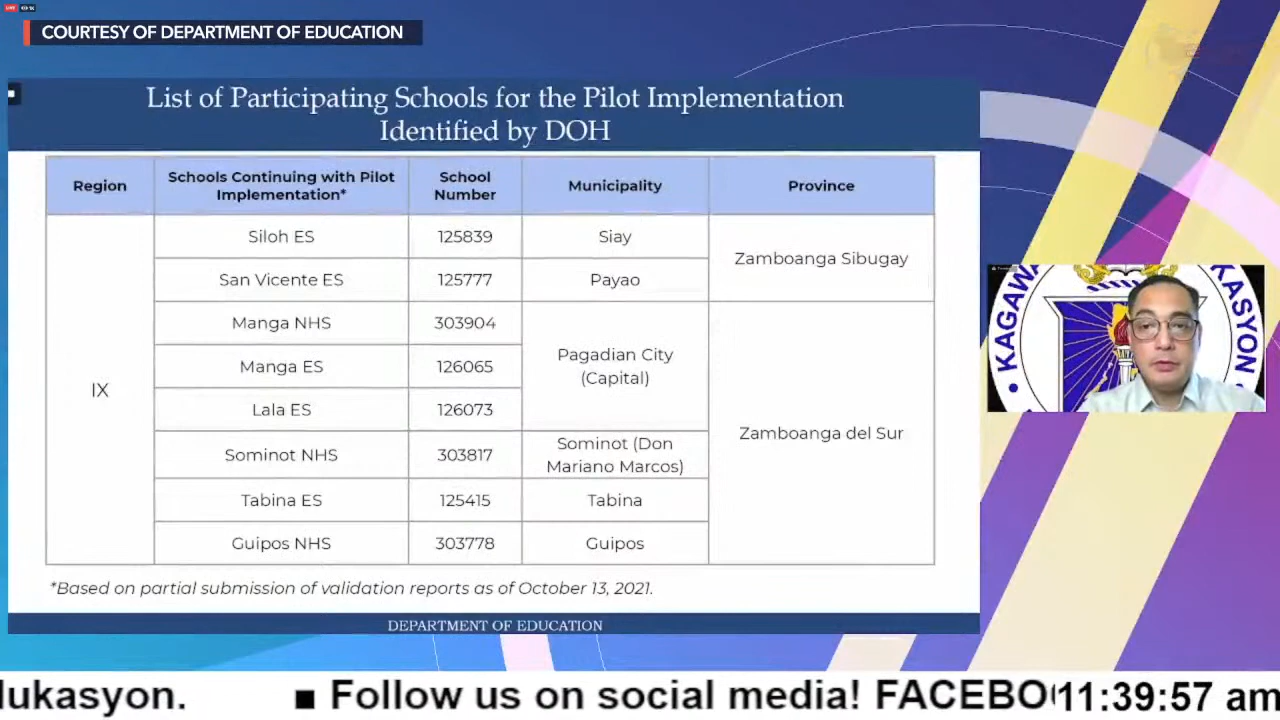 LIVE
COURTESY OF DEPARTMENT OF EDUCATION
List of Participating Schools for the Pilot Implementation
Identified by DOH
Region
Schools Continuing with Pilot
Implementation*
School
Number
Municipality
Province
IX
Siloh ES
125839
Siay
Zamboanga Sibugay
San Vicente ES
125777
Payao
Manga NHS
303904
Pagadian City
(Capital)
Zamboanga del Sur
Manga ES
126065
Lala ES
126073
Sominot NHS
303817
Sominot (Don
Mariano Marcos)
Tabina ES
125415
Tabina
Guipos NHS
303778
Guipos
*Based on partial submission of validation reports as of October 13, 2021.
DEPARTMENT OF EDUCATION
KAGAWA
KASYON
lukasyon. ■ Follow us on social media! FACEBO
11:39:57 am